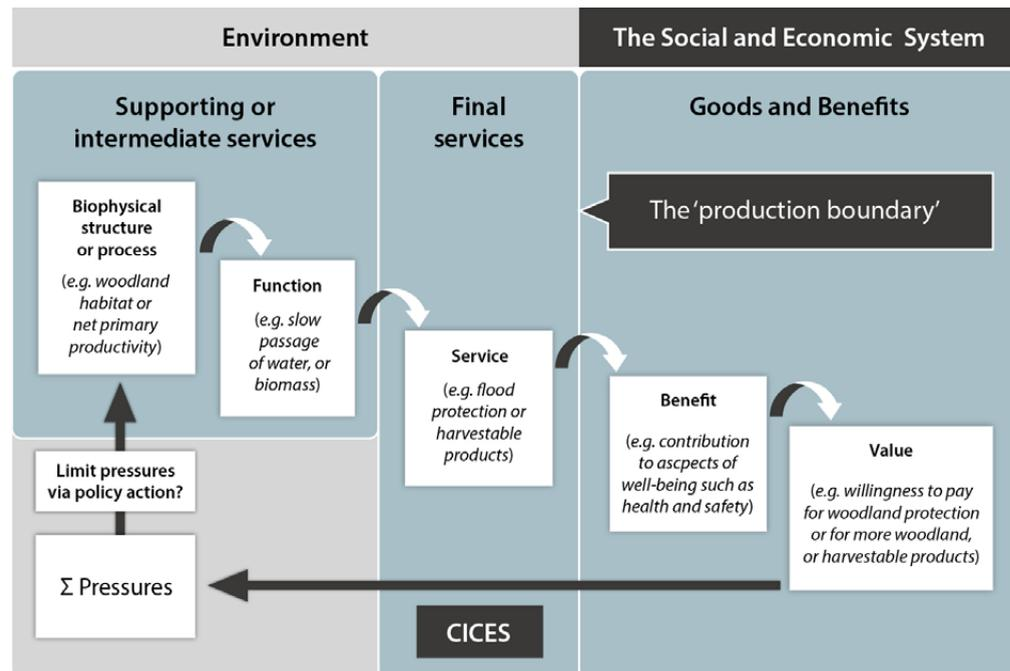 Environment
The Social and Economic System
Supporting or
intermediate services
Final
services
Goods and Benefits
The 'production boundary'
Biophysical
structure
or process
(e.g. woodland
habitat or
net primary
productivity)
Function
(e.g. slow
passage
of water, or
biomass)
Service
(e.g. flood
protection or
harvestable
products)
Benefit
(e.g. contribution
to ascpects of
well-being such as
health and safety)
Value
(e.g. willingness to pay
for woodland protection
or for more woodland,
or harvestable products)
Limit pressures
via policy action?
Σ Pressures
CICES